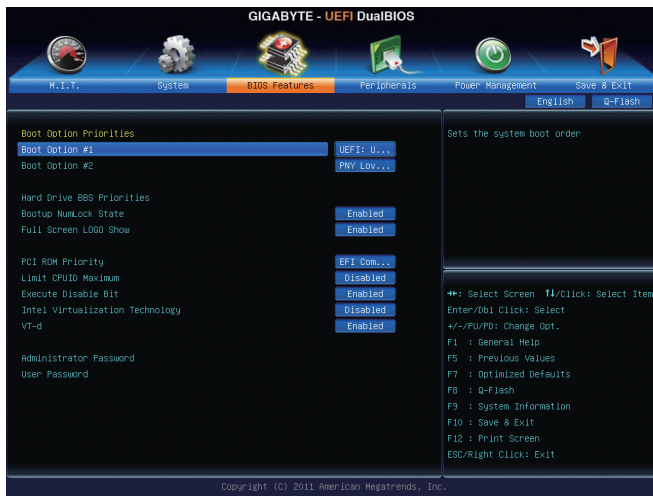 GIGABYTE - UEFI DualBIOS
M.I.T. System BIOS Features Peripherals Power Management Save & Exit
English Q-Flash
Boot Option Priorities
Boot Option #1 UEFI: U...
Boot Option #2 PNY Lov...
Hard Drive BBS Priorities
Bootup NumLock State Enabled
Full Screen LOGO Show Enabled
PCI ROM Priority EFI Com...
Limit CPUID Maximum Disabled
Execute Disable Bit Enabled
Intel Virtualization Technology Disabled
VT-d Enabled
Administrator Password
User Password
Sets the system boot order
→←: Select Screen ↑↓/Click: Select Item
Enter/Dbl Click: Select
+/-/PU/PD: Change Opt.
F1 : General Help
F5 : Previous Values
F7 : Optimized Defaults
F8 : Q-Flash
F9 : System Information
F10 : Save & Exit
F12 : Print Screen
ESC/Right Click: Exit
Copyright (C) 2011 American Megatrends, Inc.